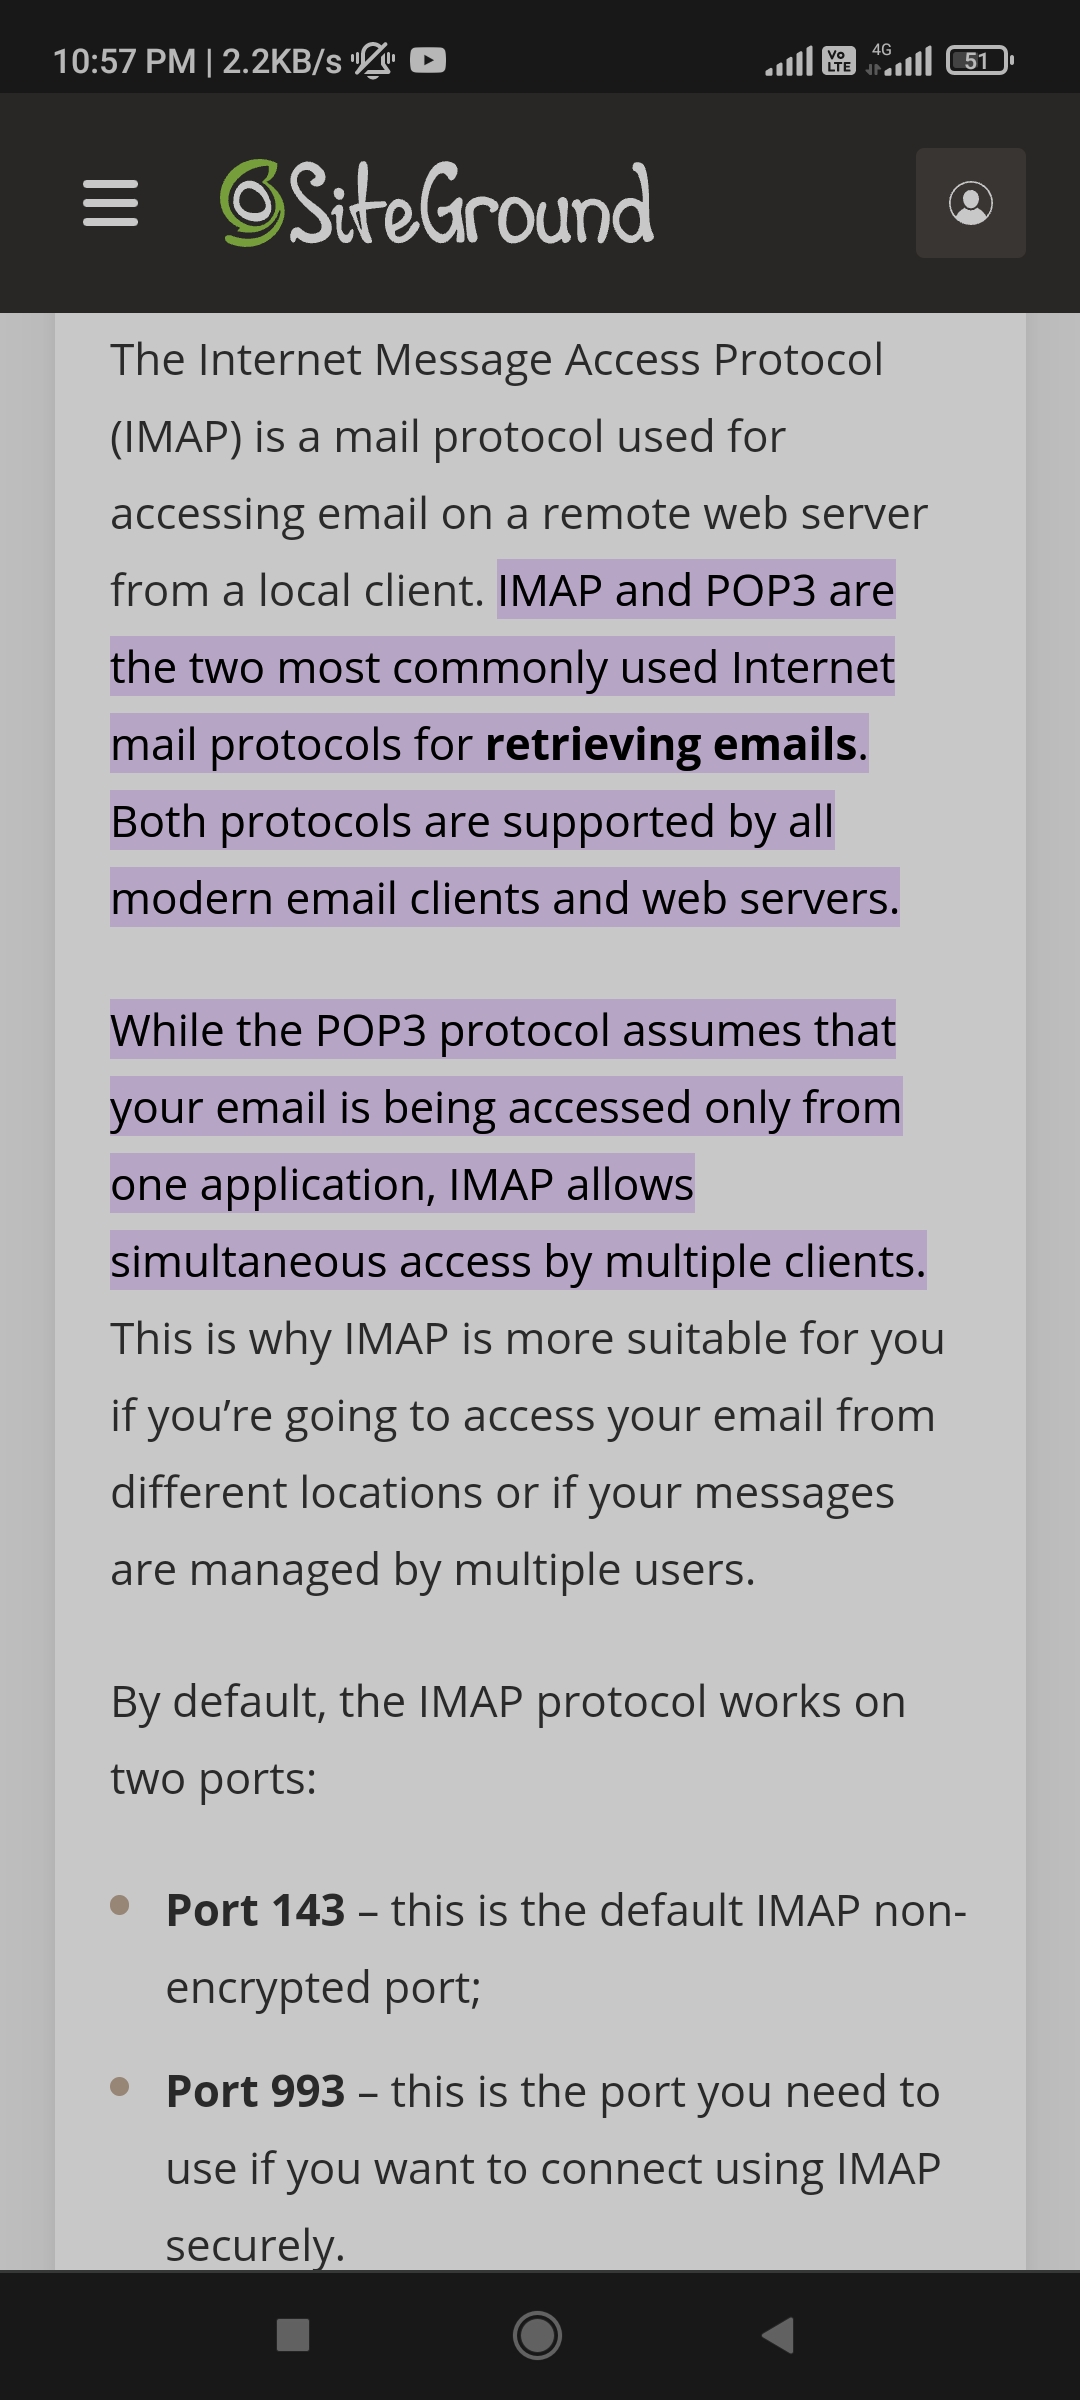 10:57 PM | 2.2KB/s
Vo LTE
4G
51
SiteGround
The Internet Message Access Protocol
(IMAP) is a mail protocol used for
accessing email on a remote web server
from a local client. IMAP and POP3 are
the two most commonly used Internet
mail protocols for retrieving emails.
Both protocols are supported by all
modern email clients and web servers.
While the POP3 protocol assumes that
your email is being accessed only from
one application, IMAP allows
simultaneous access by multiple clients.
This is why IMAP is more suitable for you
if you’re going to access your email from
different locations or if your messages
are managed by multiple users.
By default, the IMAP protocol works on
two ports:
Port 143 – this is the default IMAP non-
encrypted port;
Port 993 – this is the port you need to
use if you want to connect using IMAP
securely.